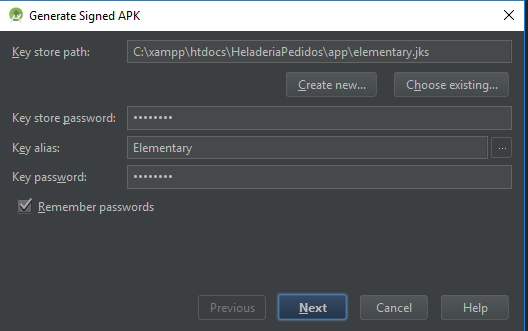 Generate Signed APK
Key store path: C:\xampp\htdocs\HeladeriaPedidos\app\elementary.jks
Create new... Choose existing...
Key store password: ••••••••
Key alias: Elementary ...
Key password: ••••••••
Remember passwords
Previous Next Cancel Help